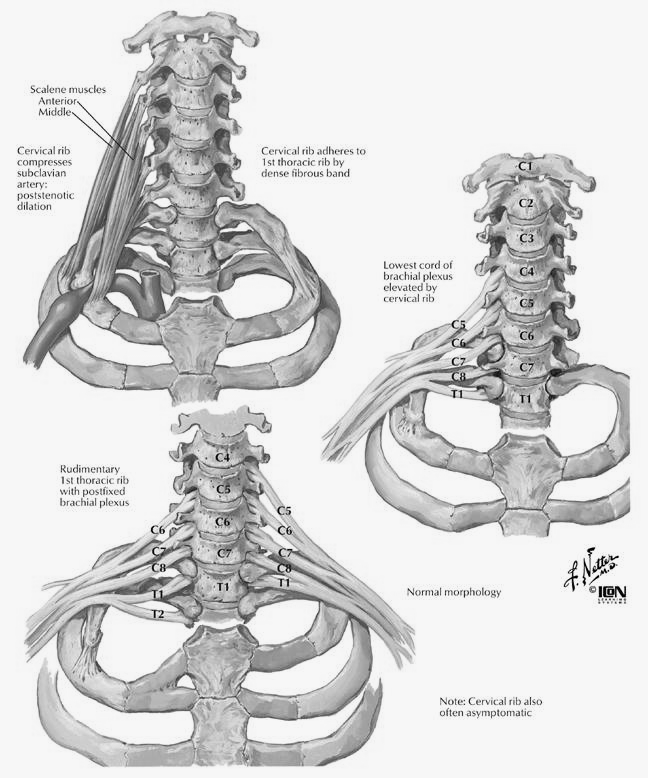 Scalene muscles
Anterior
Middle
Cervical rib
compresses
subclavian
artery:
poststenotic
dilation
Cervical rib adheres to
1st thoracic rib by
dense fibrous band
C1
C2
C3
C4
C5
C6
C7
T1
Lowest cord of
brachial plexus
elevated by
cervical rib
C5
C6
C7
C8
T1
Rudimentary
1st thoracic rib
with postfixed
brachial plexus
C4
C5
C6
C7
T1
C6
C7
C8
T1
T2
C5
C6
C7
C8
T1
Normal morphology
F. Netter
M.D.
© ICON
LEARNING
SYSTEMS
Note: Cervical rib also
often asymptomatic